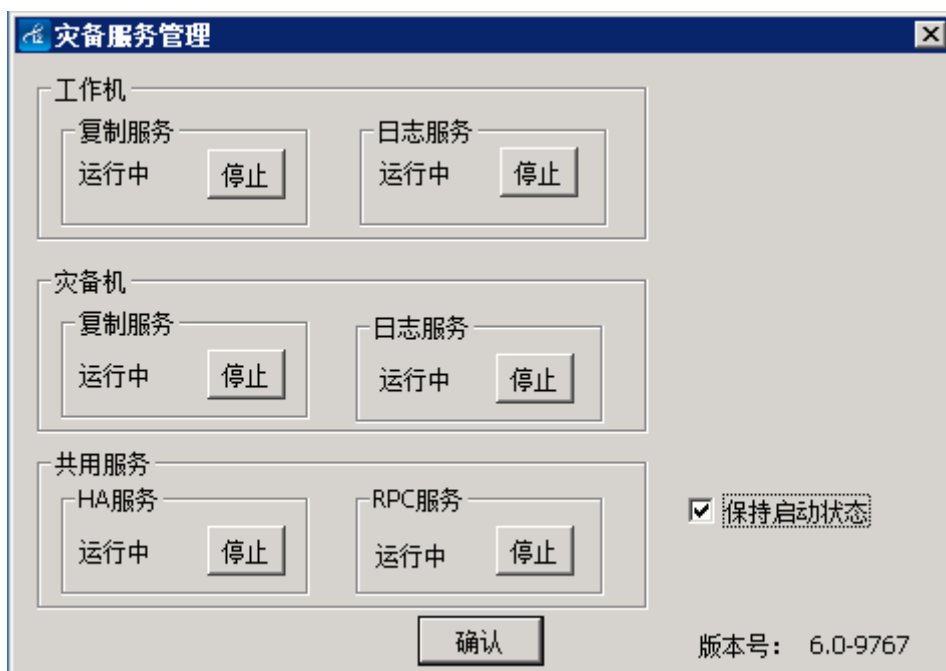 灾备服务管理
工作机
复制服务 日志服务
运行中 停止 运行中 停止
灾备机
复制服务 日志服务
运行中 停止 运行中 停止
共用服务
HA服务 RPC服务
运行中 停止 运行中 停止
保持启动状态
确认
版本号: 6.0-9767